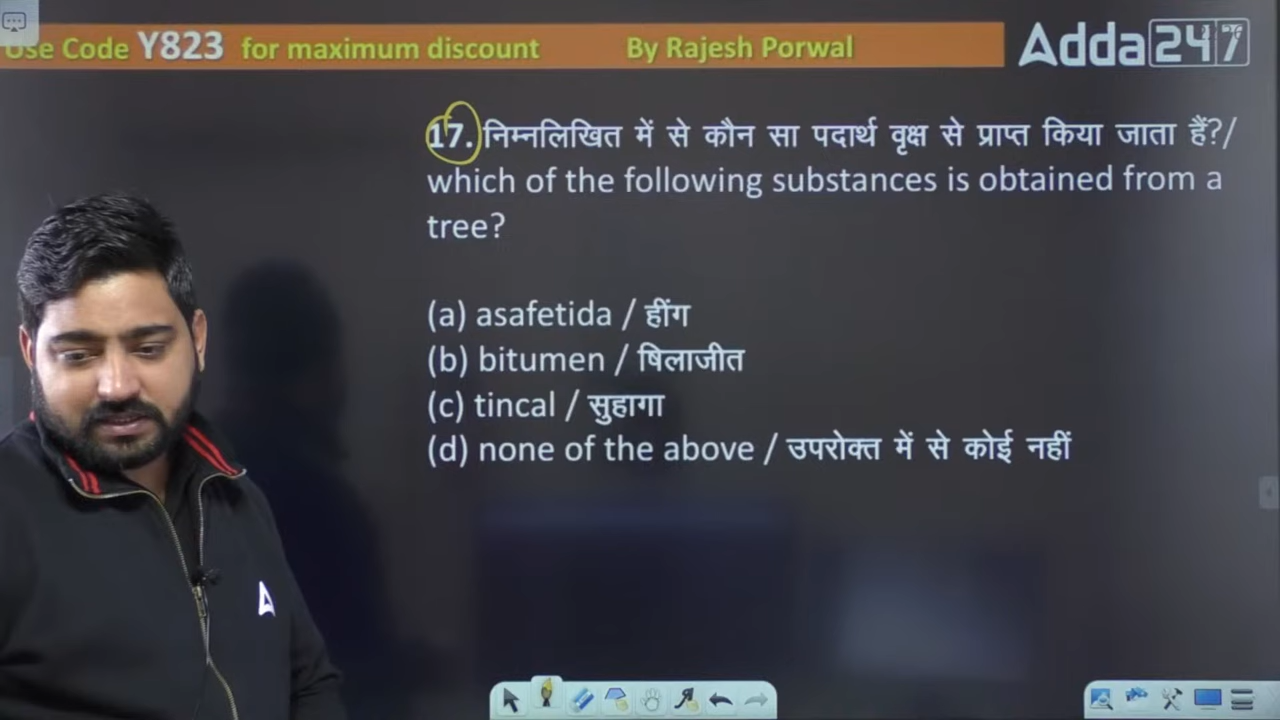 Use Code Y823 for maximum discount By Rajesh Porwal Adda247
17. निम्नलिखित में से कौन सा पदार्थ वृक्ष से प्राप्त किया जाता हैं?/
which of the following substances is obtained from a
tree?
(a) asafetida / हींग
(b) bitumen / षिलाजीत
(c) tincal / सुहागा
(d) none of the above / उपरोक्त में से कोई नहीं